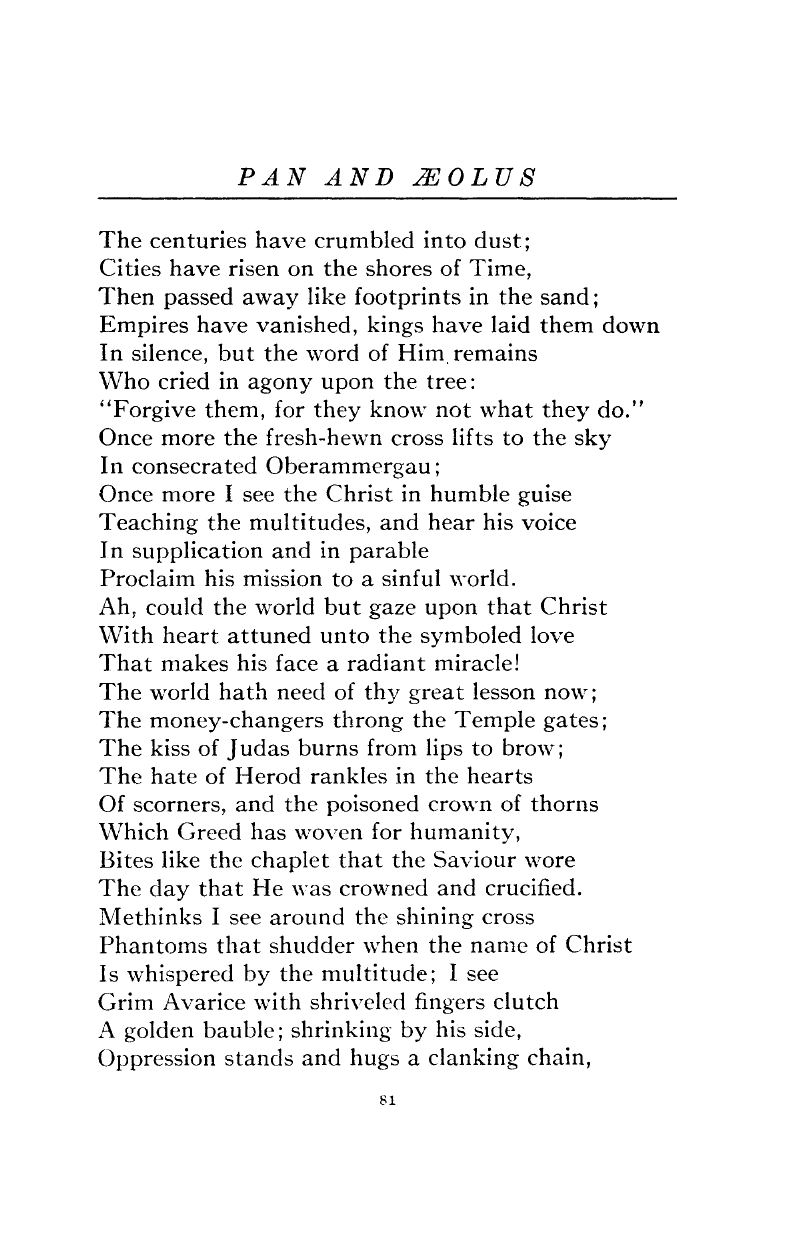 PAN AND ÆOLUS
The centuries have crumbled into dust;
Cities have risen on the shores of Time,
Then passed away like footprints in the sand;
Empires have vanished, kings have laid them down
In silence, but the word of Him remains
Who cried in agony upon the tree:
"Forgive them, for they know not what they do."
Once more the fresh-hewn cross lifts to the sky
In consecrated Oberammergau;
Once more I see the Christ in humble guise
Teaching the multitudes, and hear his voice
In supplication and in parable
Proclaim his mission to a sinful world.
Ah, could the world but gaze upon that Christ
With heart attuned unto the symboled love
That makes his face a radiant miracle!
The world hath need of thy great lesson now;
The money-changers throng the Temple gates;
The kiss of Judas burns from lips to brow;
The hate of Herod rankles in the hearts
Of scorners, and the poisoned crown of thorns
Which Greed has woven for humanity,
Bites like the chaplet that the Saviour wore
The day that He was crowned and crucified.
Methinks I see around the shining cross
Phantoms that shudder when the name of Christ
Is whispered by the multitude; I see
Grim Avarice with shriveled fingers clutch
A golden bauble; shrinking by his side,
Oppression stands and hugs a clanking chain,
81